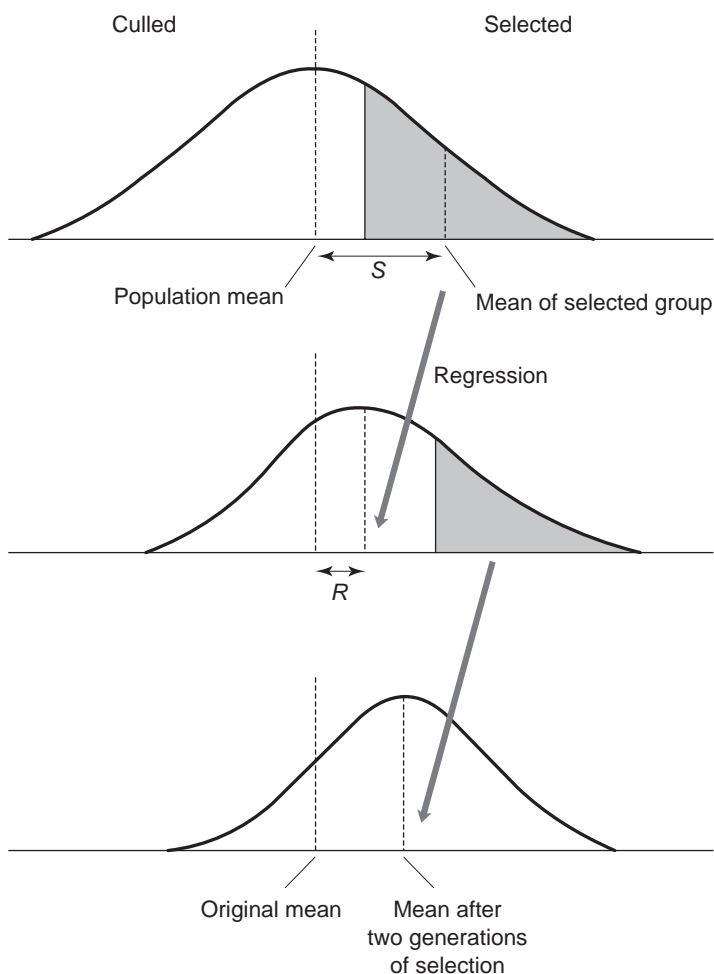 Culled
Selected
S
Population mean
Mean of selected group
Regression
R
Original mean
Mean after
two generations
of selection